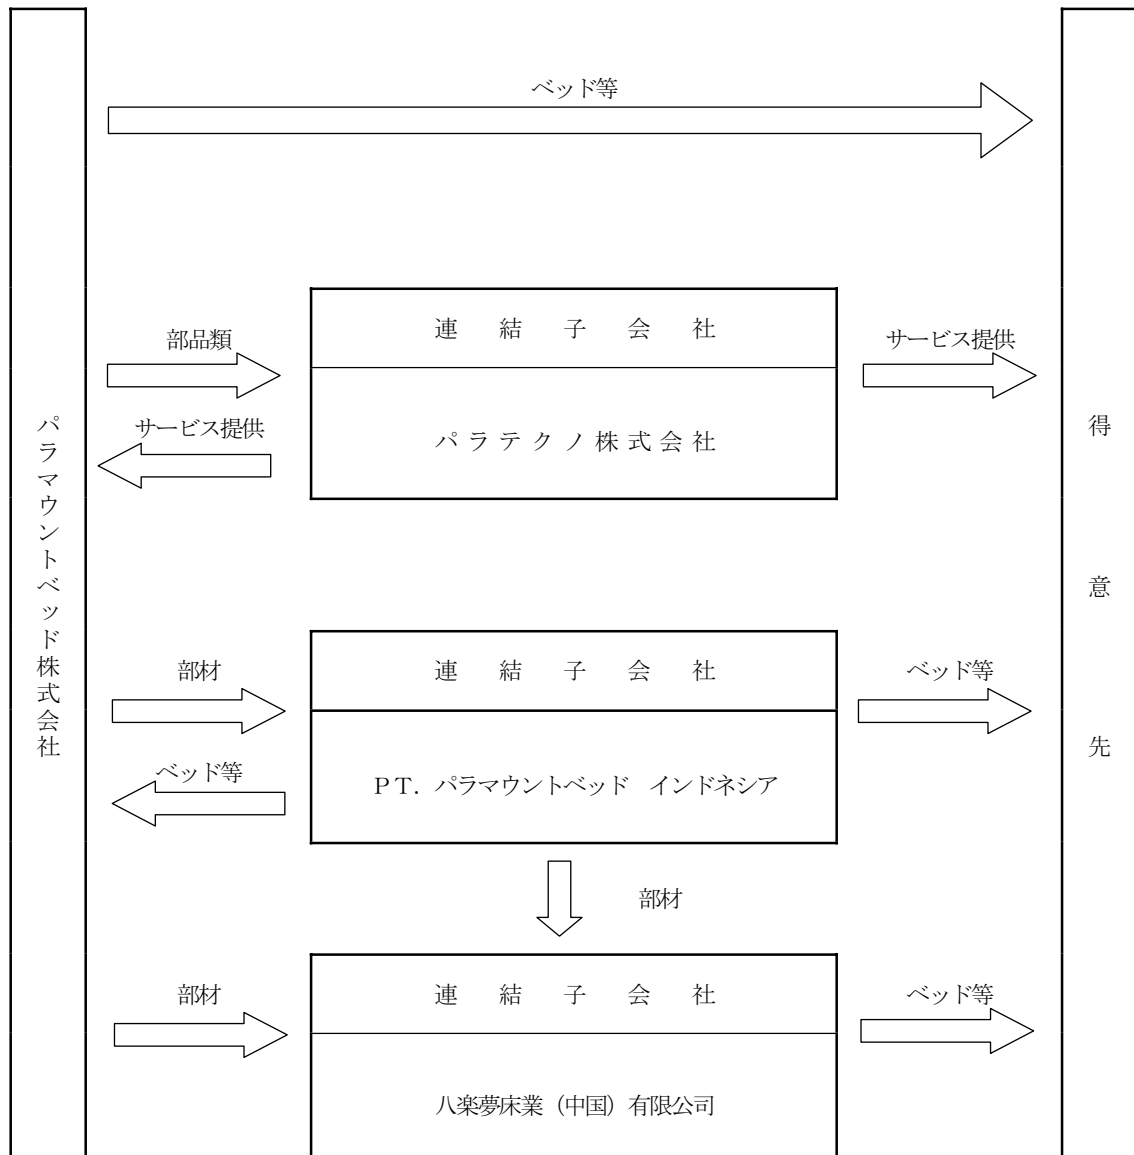 ベッド等
連結子会社
部品類
サービス提供
パラテクノ株式会社
サービス提供
パラマウントベッド株式会社
得意先
連結子会社
部材
ベッド等
ベッド等
PT. パラマウントベッド インドネシア
部材
連結子会社
部材
ベッド等
八楽夢床業（中国）有限公司